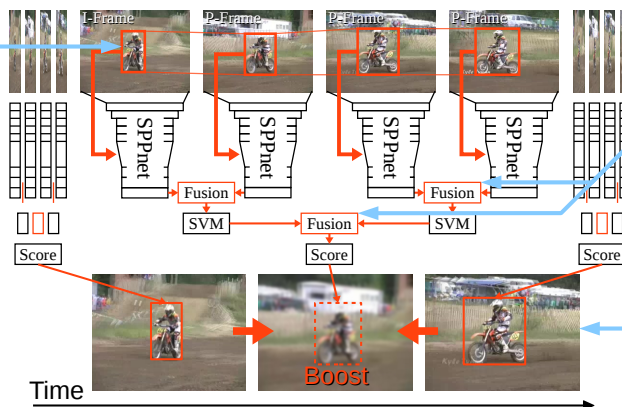 I-Frame P-Frame P-Frame P-Frame
SPPnet SPPnet SPPnet SPPnet
Fusion Fusion
SVM Fusion SVM
Score Score Score
Boost
Time